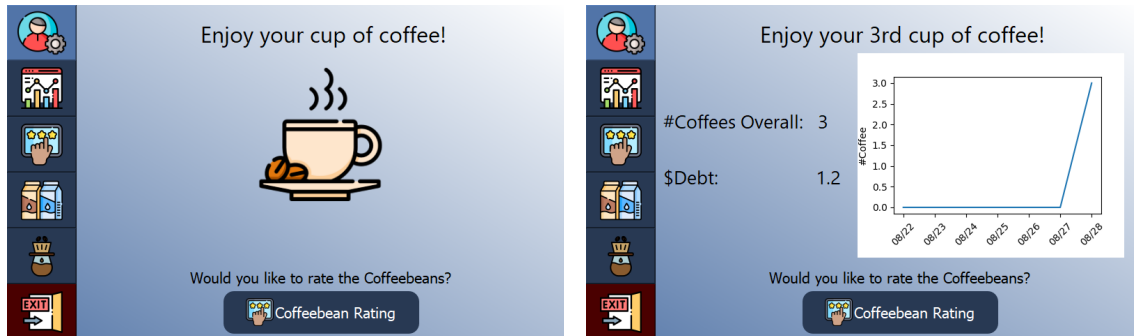 Enjoy your cup of coffee!
EXIT
Would you like to rate the Coffeebeans?
Coffeebean Rating
Enjoy your 3rd cup of coffee!
#Coffees Overall: 3
$Debt: 1.2
#Coffee
3.0
2.5
2.0
1.5
1.0
0.5
0.0
08/22 08/23 08/24 08/25 08/26 08/27 08/28
EXIT
Would you like to rate the Coffeebeans?
Coffeebean Rating